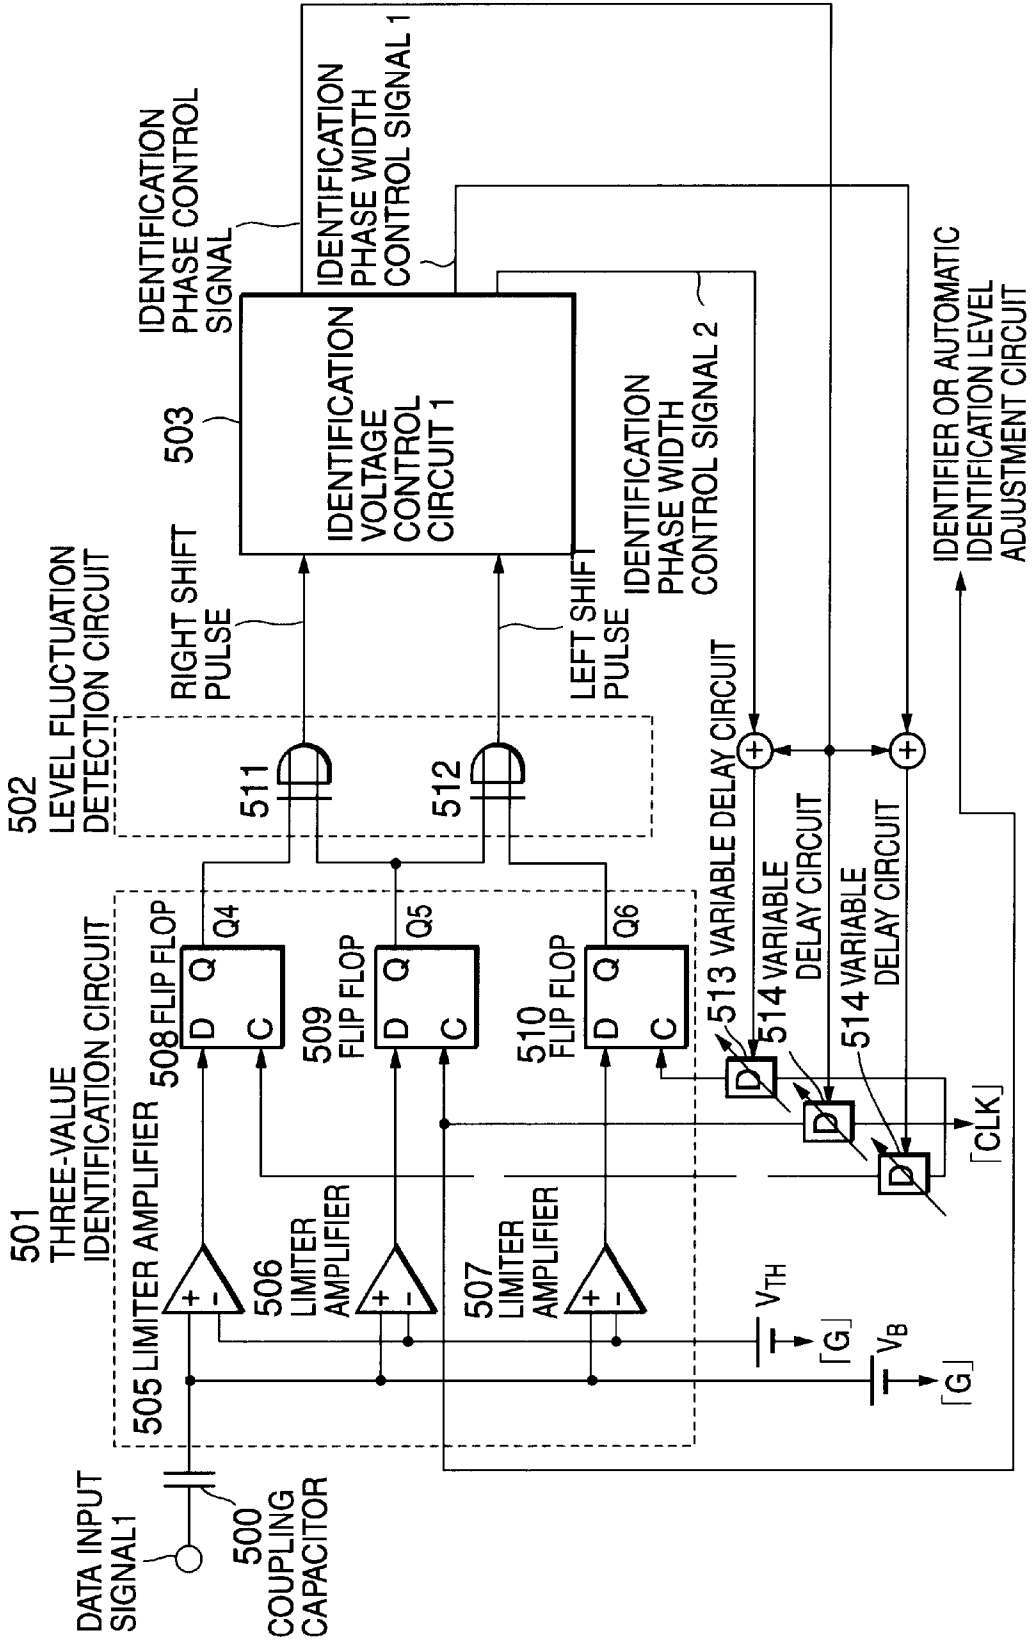 DATA INPUT
SIGNAL1
500
COUPLING
CAPACITOR
501
THREE-VALUE
IDENTIFICATION CIRCUIT
505 LIMITER AMPLIFIER
+
−
506
LIMITER
AMPLIFIER
+
−
507
LIMITER
AMPLIFIER
+
−
VTH
「G」
VB
「G」
508 FLIP FLOP
D Q
C
Q4
509
FLIP FLOP
D Q
C
Q5
510
FLIP FLOP
D Q
C
Q6
502
LEVEL FLUCTUATION
DETECTION CIRCUIT
511
512
RIGHT SHIFT
PULSE
LEFT SHIFT
PULSE
503
IDENTIFICATION
VOLTAGE
CONTROL
CIRCUIT 1
IDENTIFICATION
PHASE CONTROL
SIGNAL
IDENTIFICATION
PHASE WIDTH
CONTROL SIGNAL 1
IDENTIFICATION
PHASE WIDTH
CONTROL SIGNAL 2
513 VARIABLE DELAY CIRCUIT
514 VARIABLE
DELAY CIRCUIT
514 VARIABLE
DELAY CIRCUIT
D
D
D
+
+
「CLK」
IDENTIFIER OR AUTOMATIC
IDENTIFICATION LEVEL
ADJUSTMENT CIRCUIT